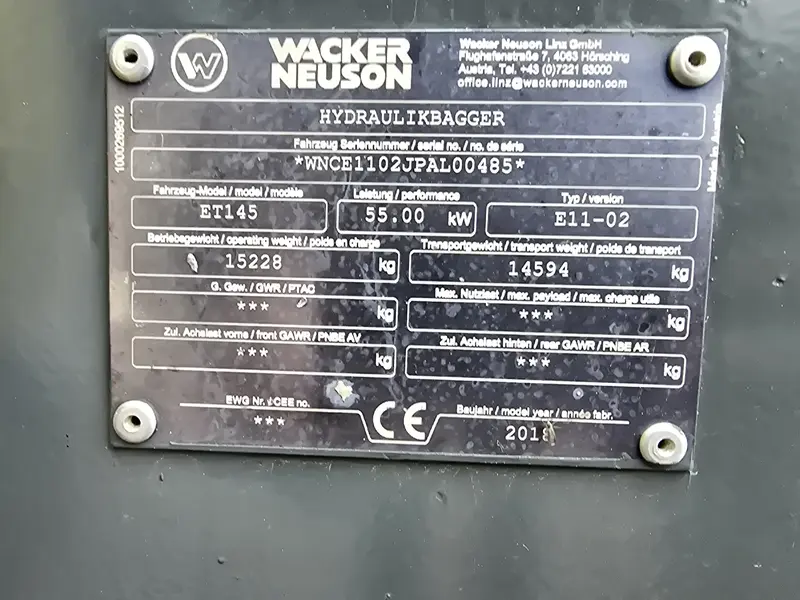 W
WACKER
NEUSON
Wacker Neuson Linz GmbH
Flughafenstraße 7, 4063 Hörsching
Austria, Tel. +43 (0)7221 63000
office.linz@wackerneuson.com
1000289512
HYDRAULIKBAGGER
Fahrzeug Seriennummer / serial no. / no. de série
*WNCE1102JPAL00485*
Fahrzeug-Model / model / modèle
Leistung / performance
Typ / version
ET145
55.00 kW
E11-02
Betriebsgewicht / operating weight / poids en charge
Transportgewicht / transport weight / poids de transport
15228 kg
14594 kg
G. Gew. / GWR / PTAC
Max. Nutzlast / max. payload / max. charge utile
*** kg
*** kg
Zul. Achslast vorne / front GAWR / PNBE AV
Zul. Achslast hinten / rear GAWR / PNBE AR
*** kg
*** kg
EWG Nr. CEE no.
***
CE
Baujahr / model year / année fabr.
2018